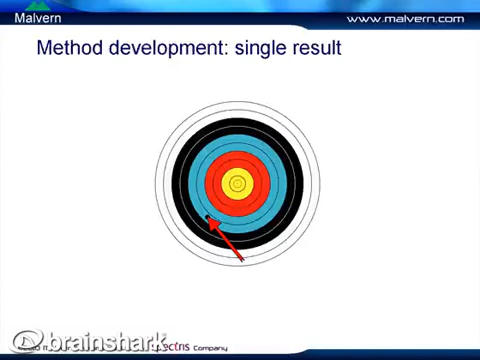 Malvern
www.malvern.com
Method development: single result
brainshark
Company